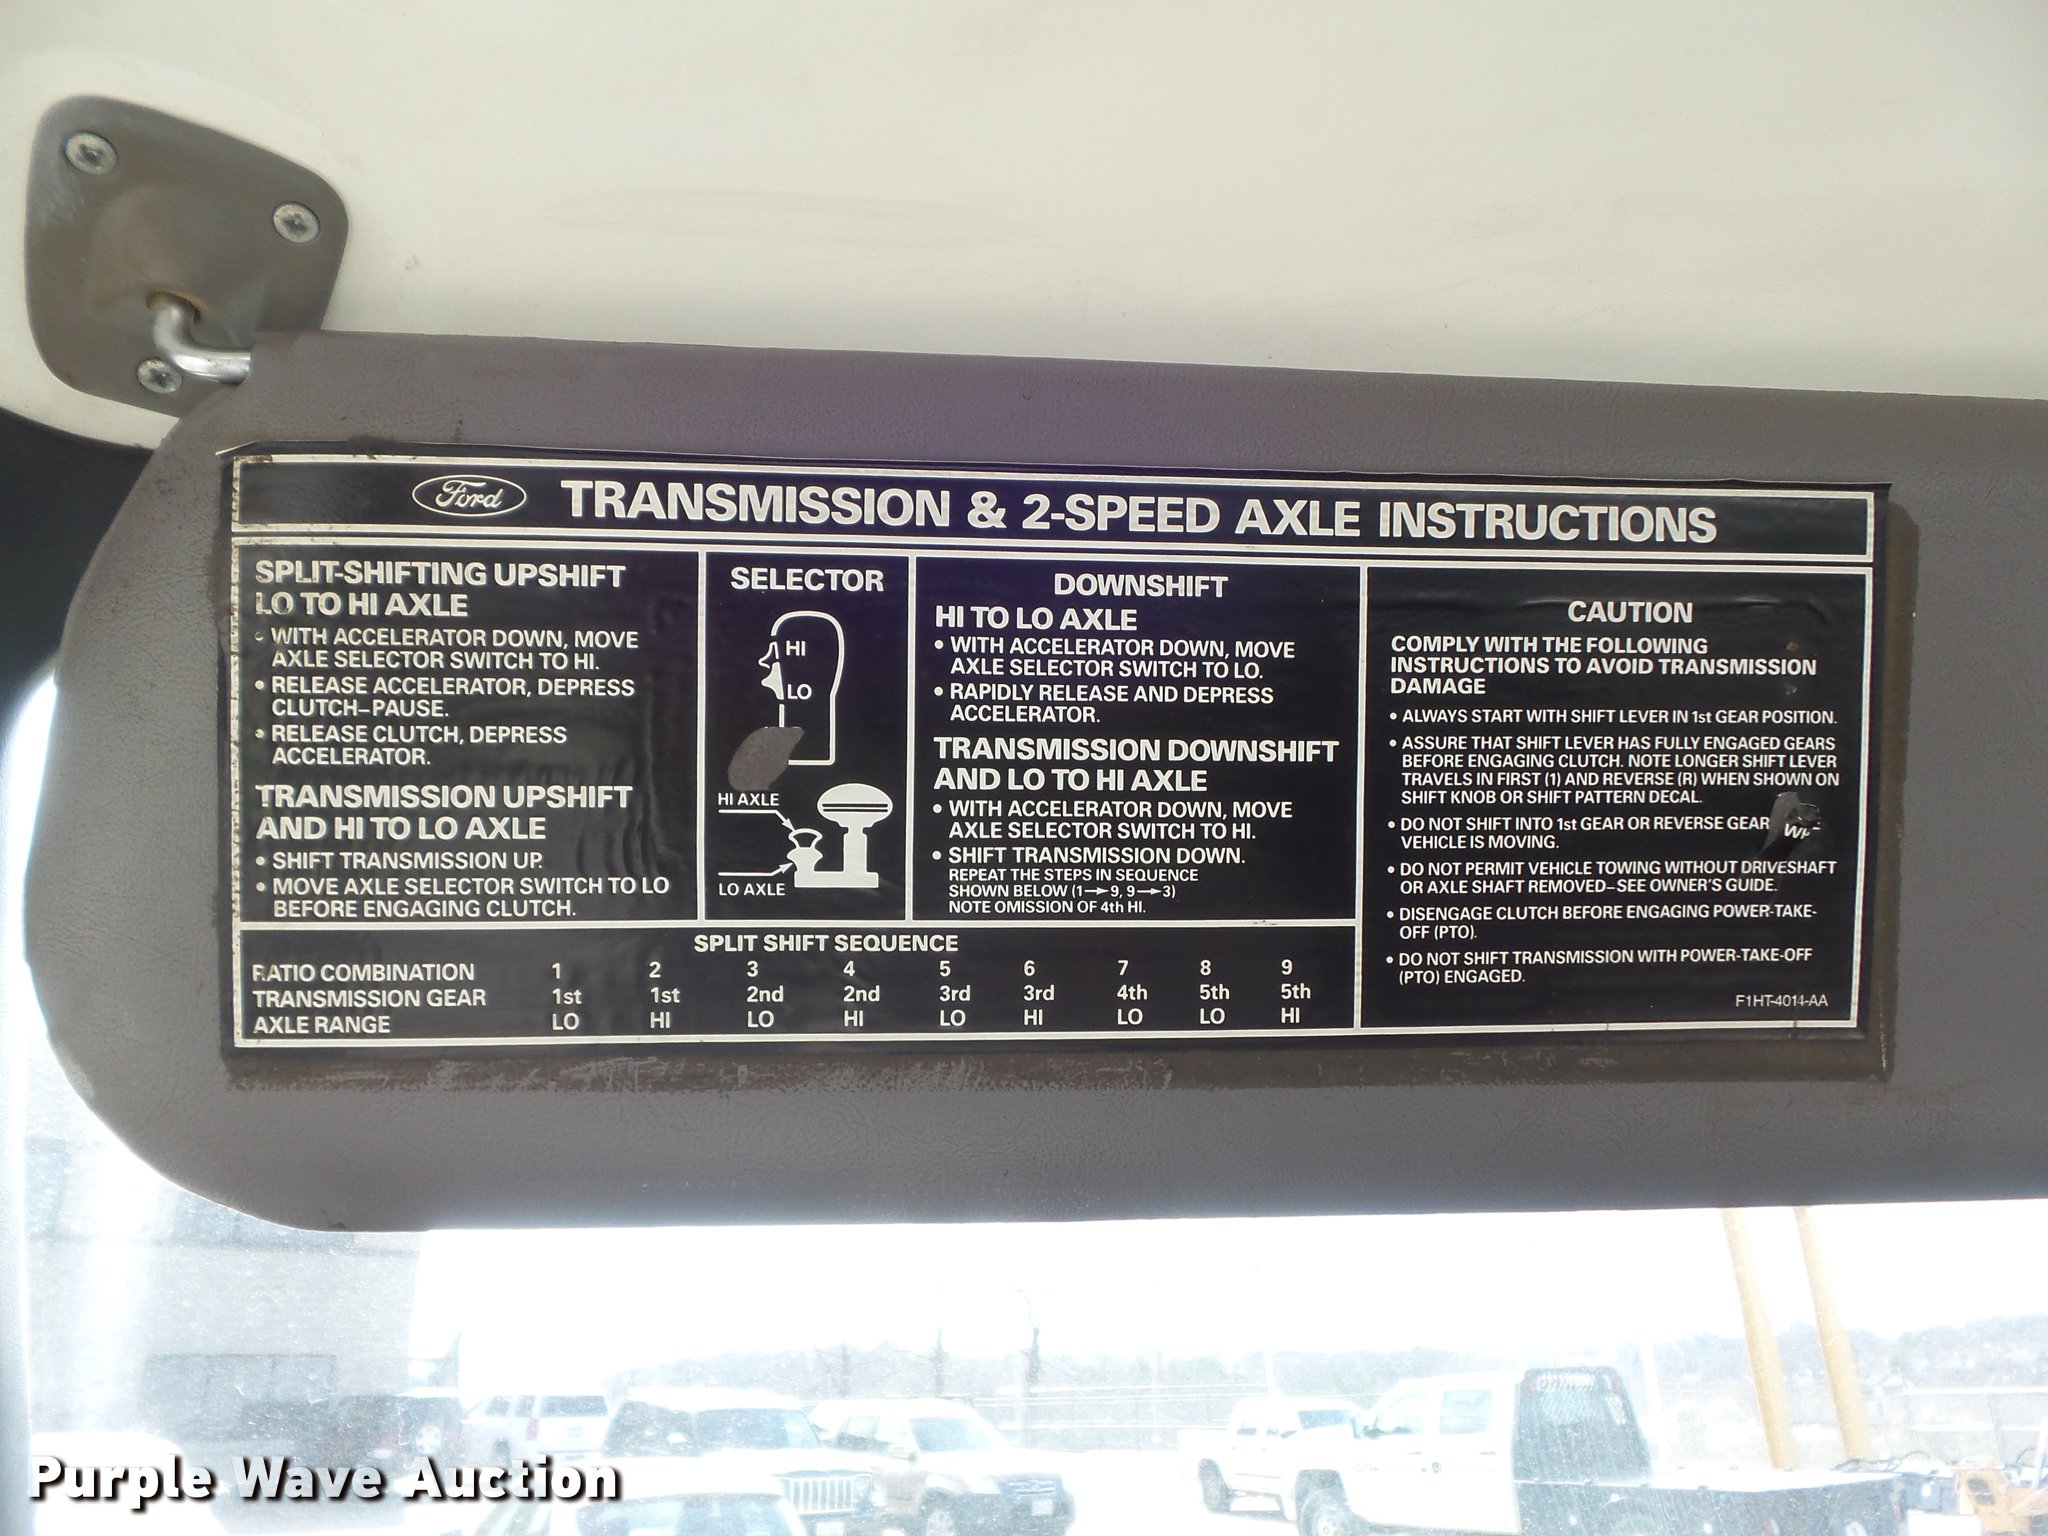 Ford TRANSMISSION & 2-SPEED AXLE INSTRUCTIONS
SPLIT-SHIFTING UPSHIFT
LO TO HI AXLE
• WITH ACCELERATOR DOWN, MOVE
AXLE SELECTOR SWITCH TO HI.
• RELEASE ACCELERATOR, DEPRESS
CLUTCH–PAUSE.
• RELEASE CLUTCH, DEPRESS
ACCELERATOR.
TRANSMISSION UPSHIFT
AND HI TO LO AXLE
• SHIFT TRANSMISSION UP.
• MOVE AXLE SELECTOR SWITCH TO LO
BEFORE ENGAGING CLUTCH.
SELECTOR
HI
LO
HI AXLE
LO AXLE
DOWNSHIFT
HI TO LO AXLE
• WITH ACCELERATOR DOWN, MOVE
AXLE SELECTOR SWITCH TO LO.
• RAPIDLY RELEASE AND DEPRESS
ACCELERATOR.
TRANSMISSION DOWNSHIFT
AND LO TO HI AXLE
• WITH ACCELERATOR DOWN, MOVE
AXLE SELECTOR SWITCH TO HI.
• SHIFT TRANSMISSION DOWN.
REPEAT THE STEPS IN SEQUENCE
SHOWN BELOW (1→9, 9→3)
NOTE OMISSION OF 4th HI.
CAUTION
COMPLY WITH THE FOLLOWING
INSTRUCTIONS TO AVOID TRANSMISSION
DAMAGE
• ALWAYS START WITH SHIFT LEVER IN 1st GEAR POSITION.
• ASSURE THAT SHIFT LEVER HAS FULLY ENGAGED GEARS
BEFORE ENGAGING CLUTCH. NOTE LONGER SHIFT LEVER
TRAVELS IN FIRST (1) AND REVERSE (R) WHEN SHOWN ON
SHIFT KNOB OR SHIFT PATTERN DECAL.
• DO NOT SHIFT INTO 1st GEAR OR REVERSE GEAR
VEHICLE IS MOVING.
• DO NOT PERMIT VEHICLE TOWING WITHOUT DRIVESHAFT
OR AXLE SHAFT REMOVED–SEE OWNER'S GUIDE.
• DISENGAGE CLUTCH BEFORE ENGAGING POWER-TAKE-
OFF (PTO).
• DO NOT SHIFT TRANSMISSION WITH POWER-TAKE-OFF
(PTO) ENGAGED.
F1HT-4014-AA
SPLIT SHIFT SEQUENCE
RATIO COMBINATION 1 2 3 4 5 6 7 8 9
TRANSMISSION GEAR 1st 1st 2nd 2nd 3rd 3rd 4th 5th 5th
AXLE RANGE LO HI LO HI LO HI LO LO HI
Purple Wave Auction